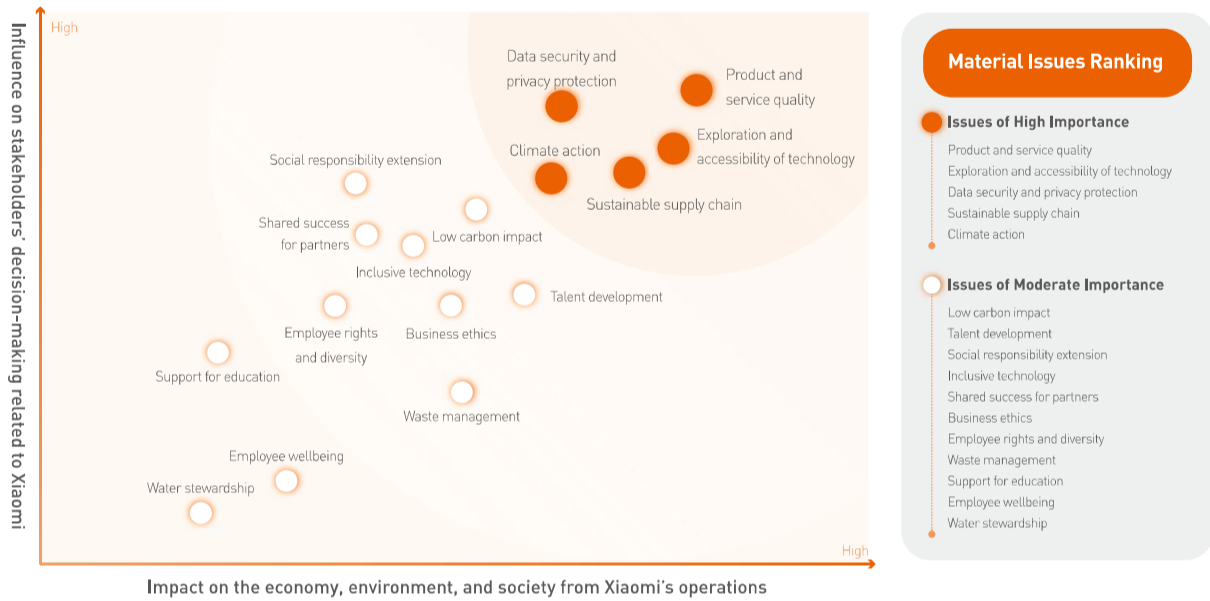 Influence on stakeholders' decision-making related to Xiaomi
High
Data security and
privacy protection
Product and
service quality
Exploration and
accessibility of technology
Climate action
Sustainable supply chain
Social responsibility extension
Shared success
for partners
Low carbon impact
Inclusive technology
Talent development
Employee rights
and diversity
Business ethics
Support for education
Waste management
Employee wellbeing
Water stewardship
High
Impact on the economy, environment, and society from Xiaomi's operations
Material Issues Ranking
Issues of High Importance
Product and service quality
Exploration and accessibility of technology
Data security and privacy protection
Sustainable supply chain
Climate action
Issues of Moderate Importance
Low carbon impact
Talent development
Social responsibility extension
Inclusive technology
Shared success for partners
Business ethics
Employee rights and diversity
Waste management
Support for education
Employee wellbeing
Water stewardship